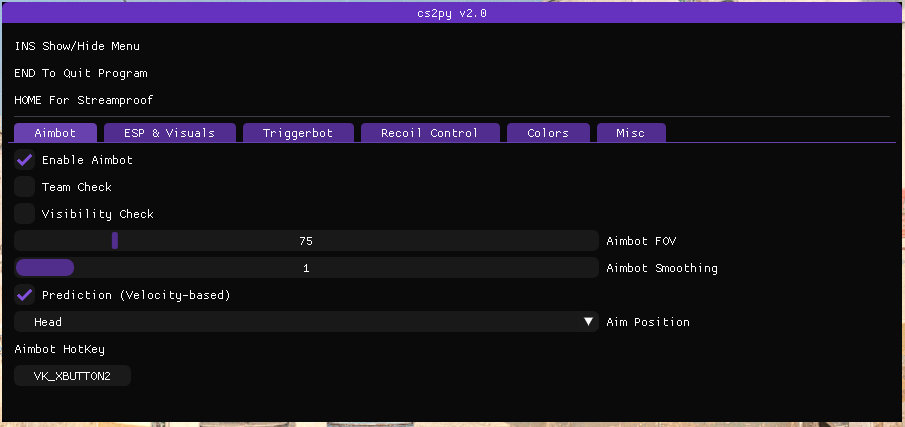 cs2py v2.0
INS Show/Hide Menu
END To Quit Program
HOME For Streamproof
Aimbot ESP & Visuals Triggerbot Recoil Control Colors Misc
Enable Aimbot
Team Check
Visibility Check
75 Aimbot FOV
1 Aimbot Smoothing
Prediction (Velocity-based)
Head Aim Position
Aimbot HotKey
VK_XBUTTON2